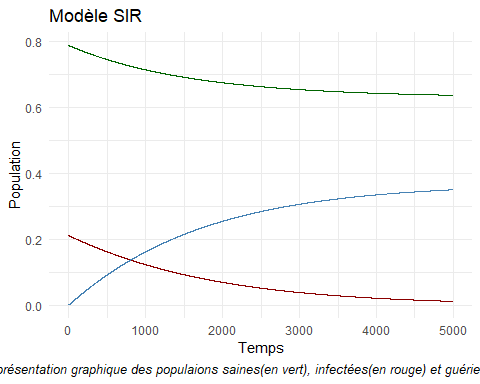 Modèle SIR
0.8
0.6
0.4
0.2
0.0
Population
0
1000
2000
3000
4000
5000
Temps
présentation graphique des populaions saines(en vert), infectées(en rouge) et guérie